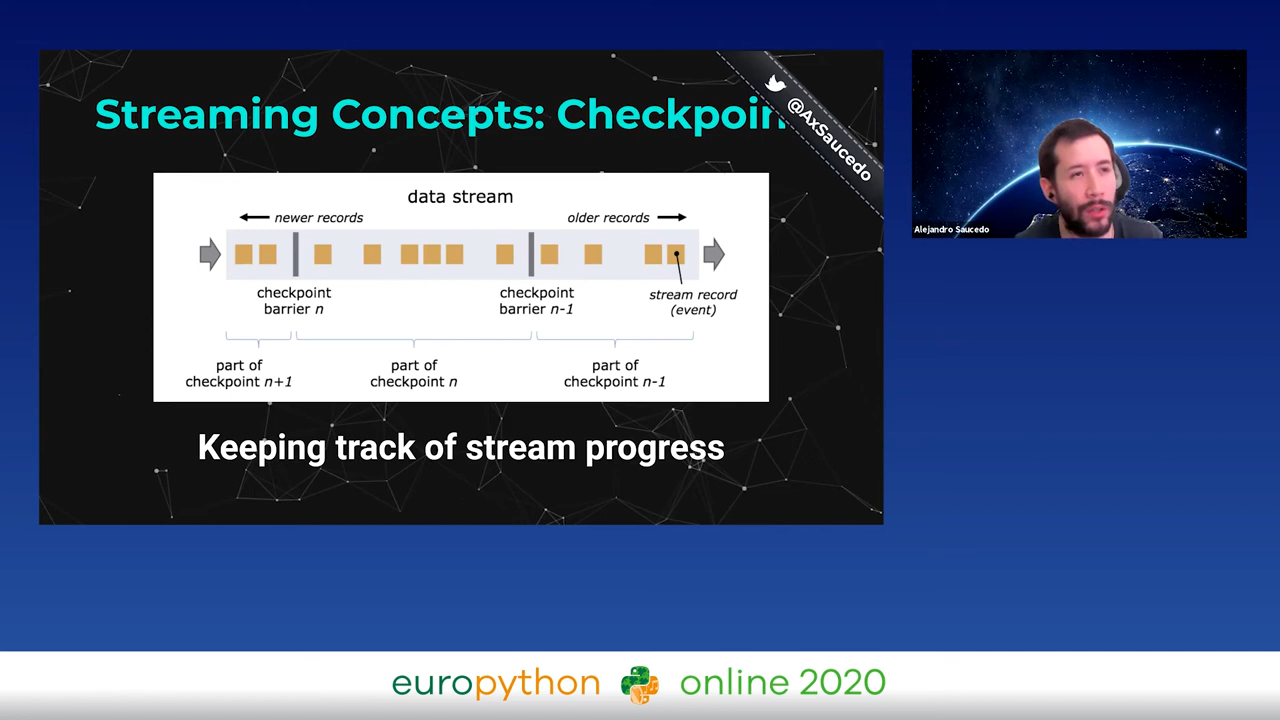 Streaming Concepts: Checkpoin
@AxSaucedo
data stream
newer records
older records
checkpoint
barrier n
checkpoint
barrier n-1
stream record
(event)
part of
checkpoint n+1
part of
checkpoint n
part of
checkpoint n-1
Keeping track of stream progress
Alejandro Saucedo
europython online 2020